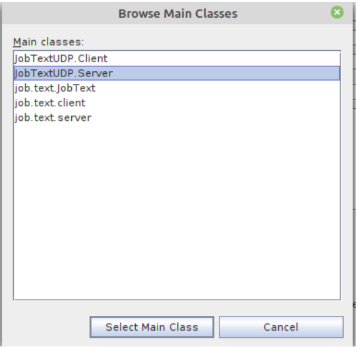 Browse Main Classes
Main classes:
JobTextUDP.Client
JobTextUDP.Server
job.text.JobText
job.text.client
job.text.server
Select Main Class Cancel